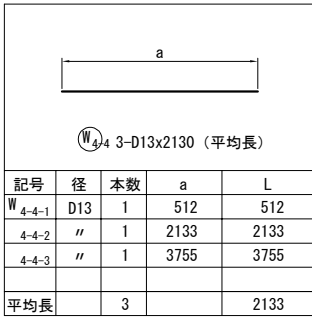 a
W4-4 3-D13x2130（平均長）
記号 径 本数 a L
W4-4-1 D13 1 512 512
4-4-2 〃 1 2133 2133
4-4-3 〃 1 3755 3755
平均長 3 2133